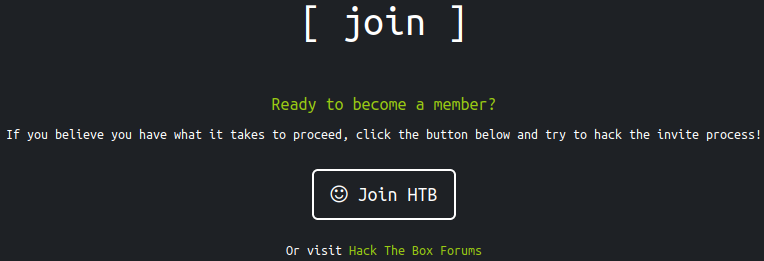 [ join ]
Ready to become a member?
If you believe you have what it takes to proceed, click the button below and try to hack the invite process!
Join HTB
Or visit Hack The Box Forums